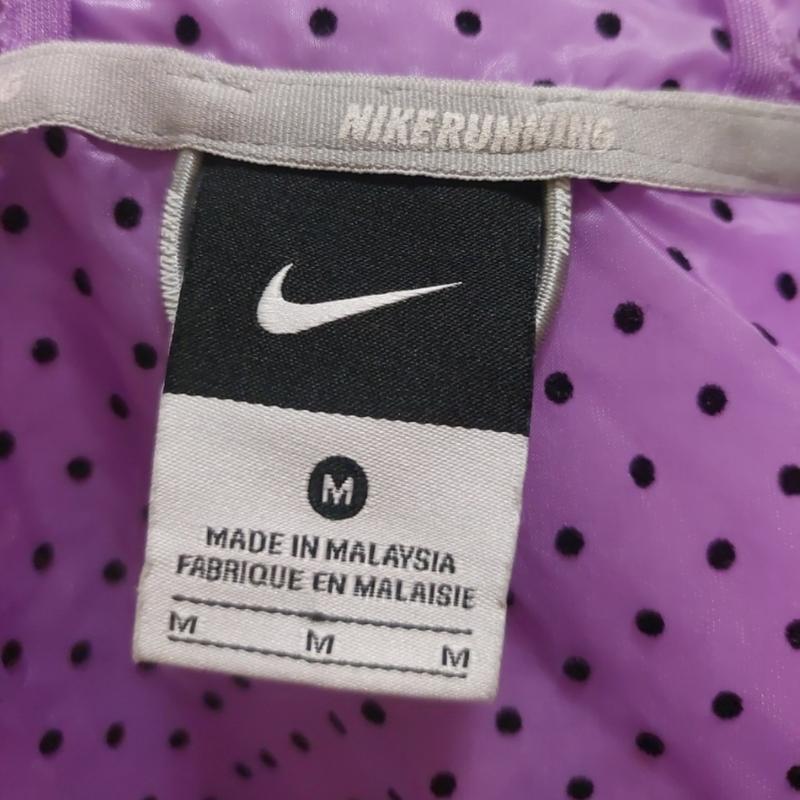 NIKERUNNING
M
MADE IN MALAYSIA
FABRIQUE EN MALAISIE
M M M